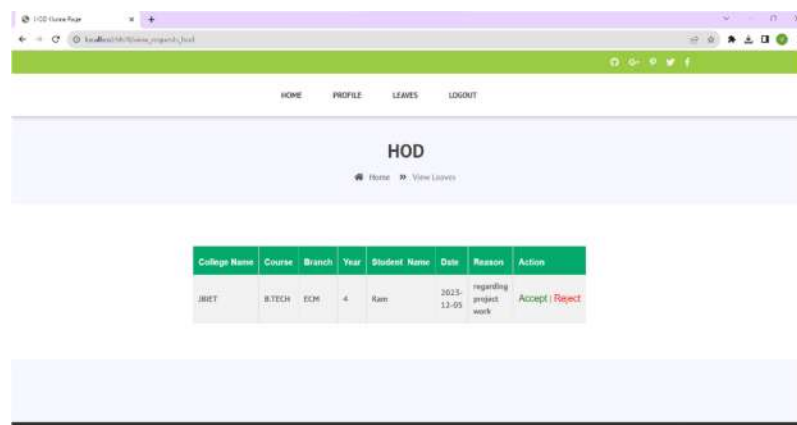 HOD Home Page
HOME PROFILE LEAVES LOGOUT
HOD
Home » View Leaves
College Name Course Branch Year Student Name Date Reason Action
B.TECH ECM 4 Ram 2023-12-05 regarding project work Accept | Reject